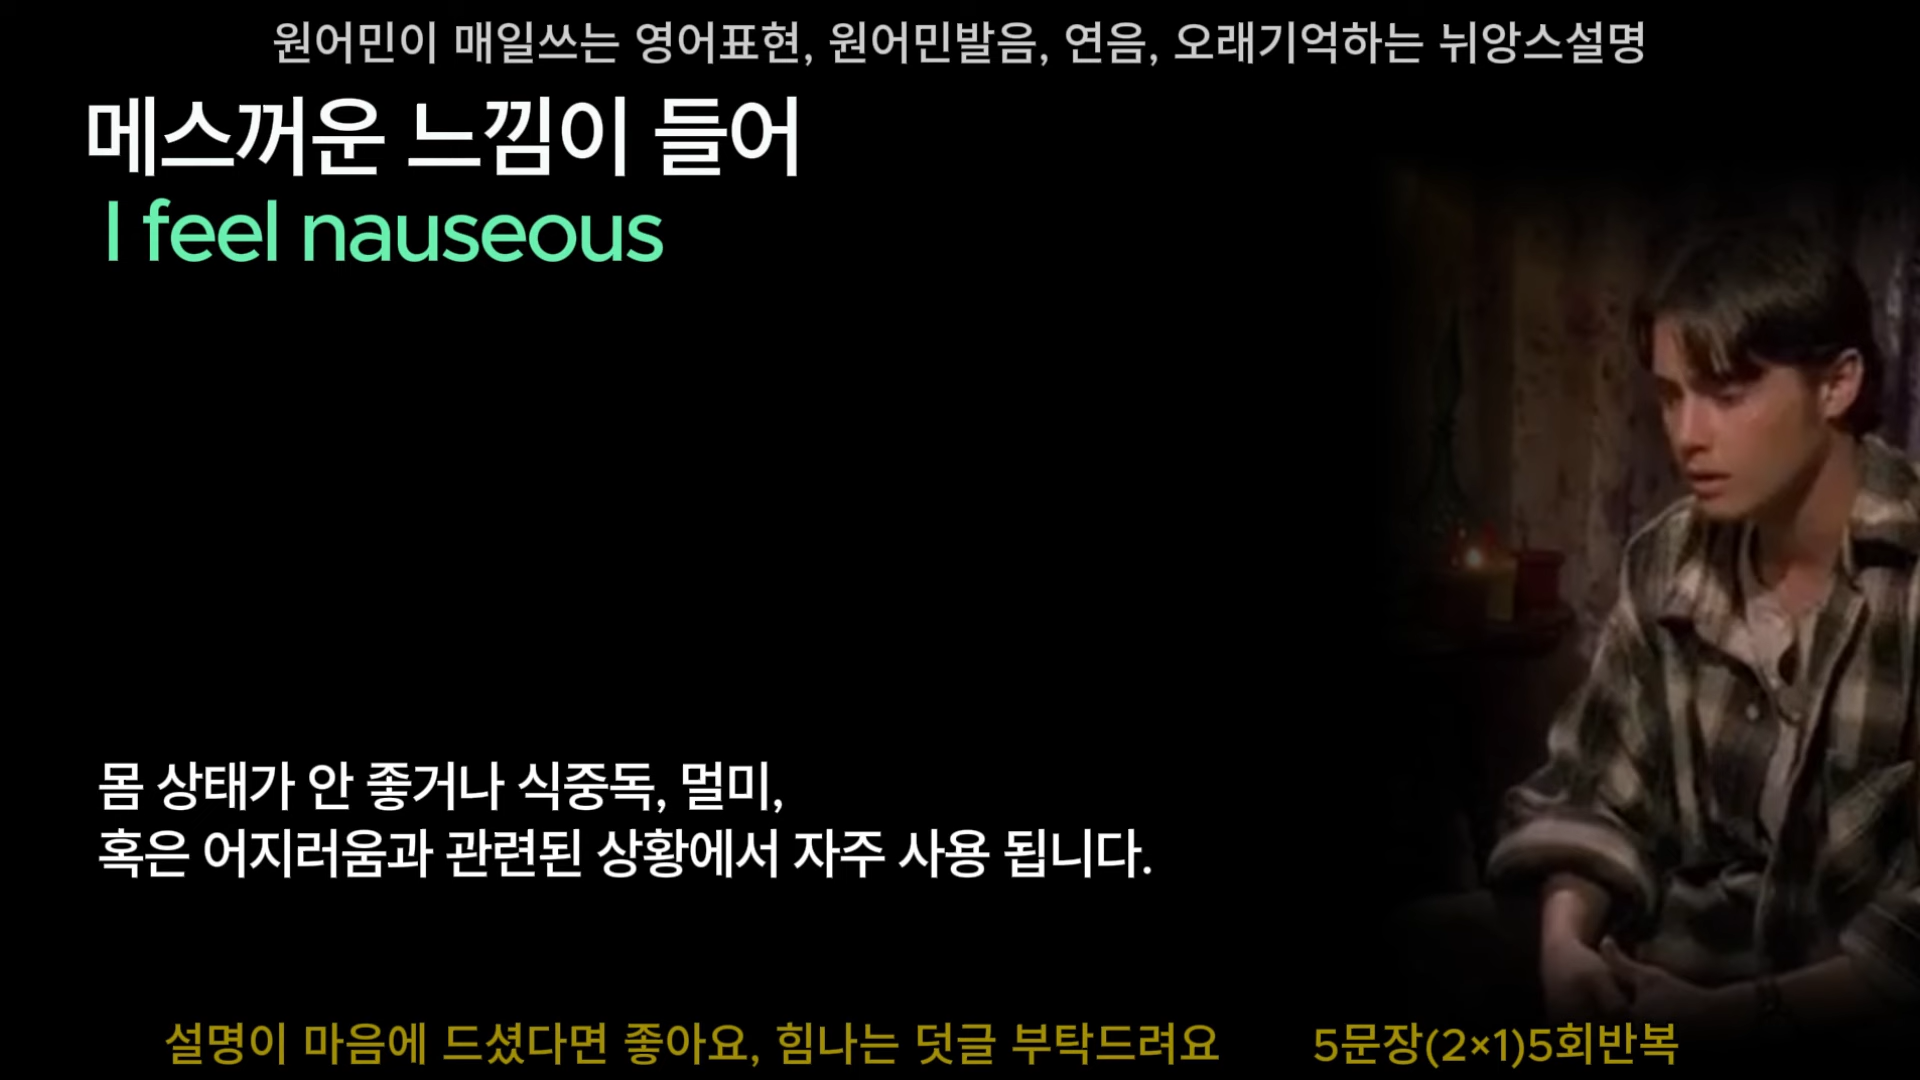 원어민이 매일쓰는 영어표현, 원어민발음, 연음, 오래기억하는 뉘앙스설명
메스꺼운 느낌이 들어
I feel nauseous
몸 상태가 안 좋거나 식중독, 멀미,
혹은 어지러움과 관련된 상황에서 자주 사용 됩니다.
설명이 마음에 드셨다면 좋아요, 힘나는 덧글 부탁드려요 5문장(2×1)5회반복